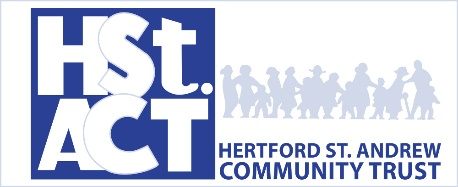 HSt.
ACT
HERTFORD ST. ANDREW
COMMUNITY TRUST